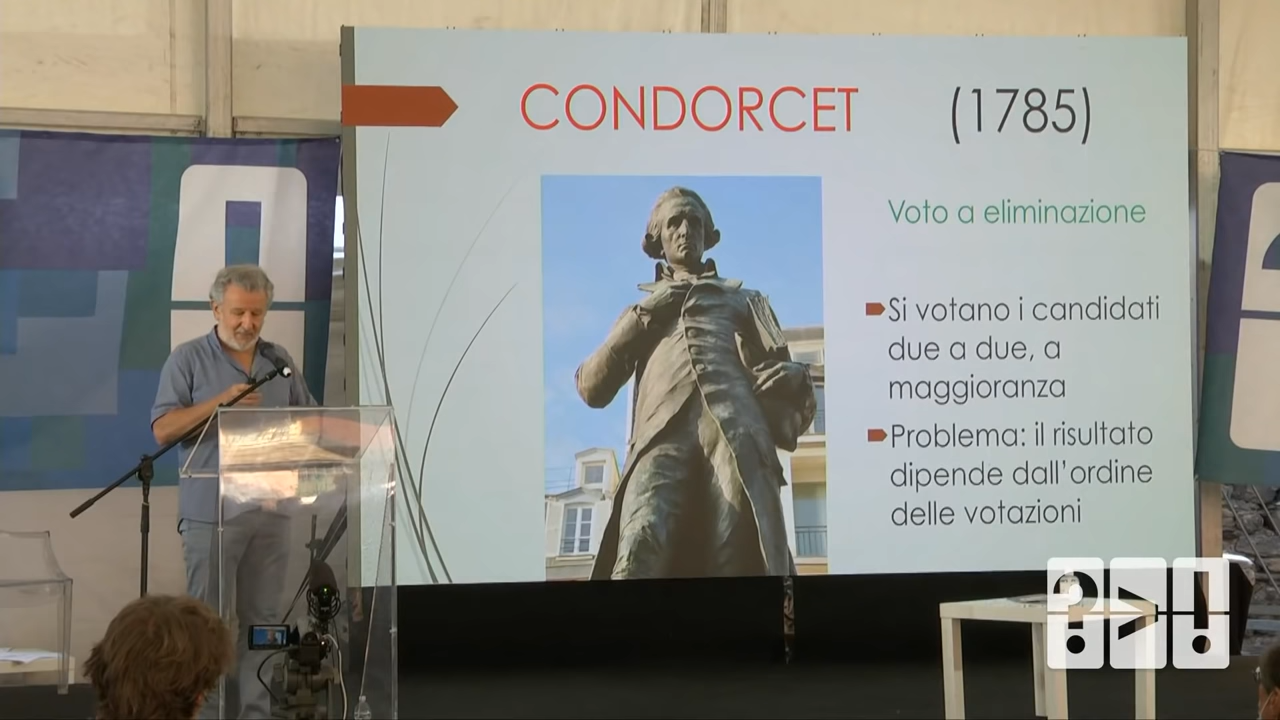 CONDORCET (1785)
Voto a eliminazione
Si votano i candidati
due a due, a
maggioranza
Problema: il risultato
dipende dall'ordine
delle votazioni